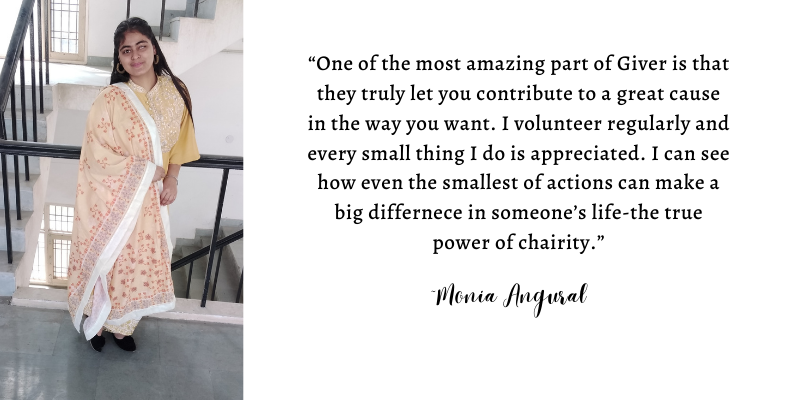 “One of the most amazing part of Giver is that
they truly let you contribute to a great cause
in the way you want. I volunteer regularly and
every small thing I do is appreciated. I can see
how even the smallest of actions can make a
big differnece in someone’s life-the true
power of chairity.”
~Monia Angural